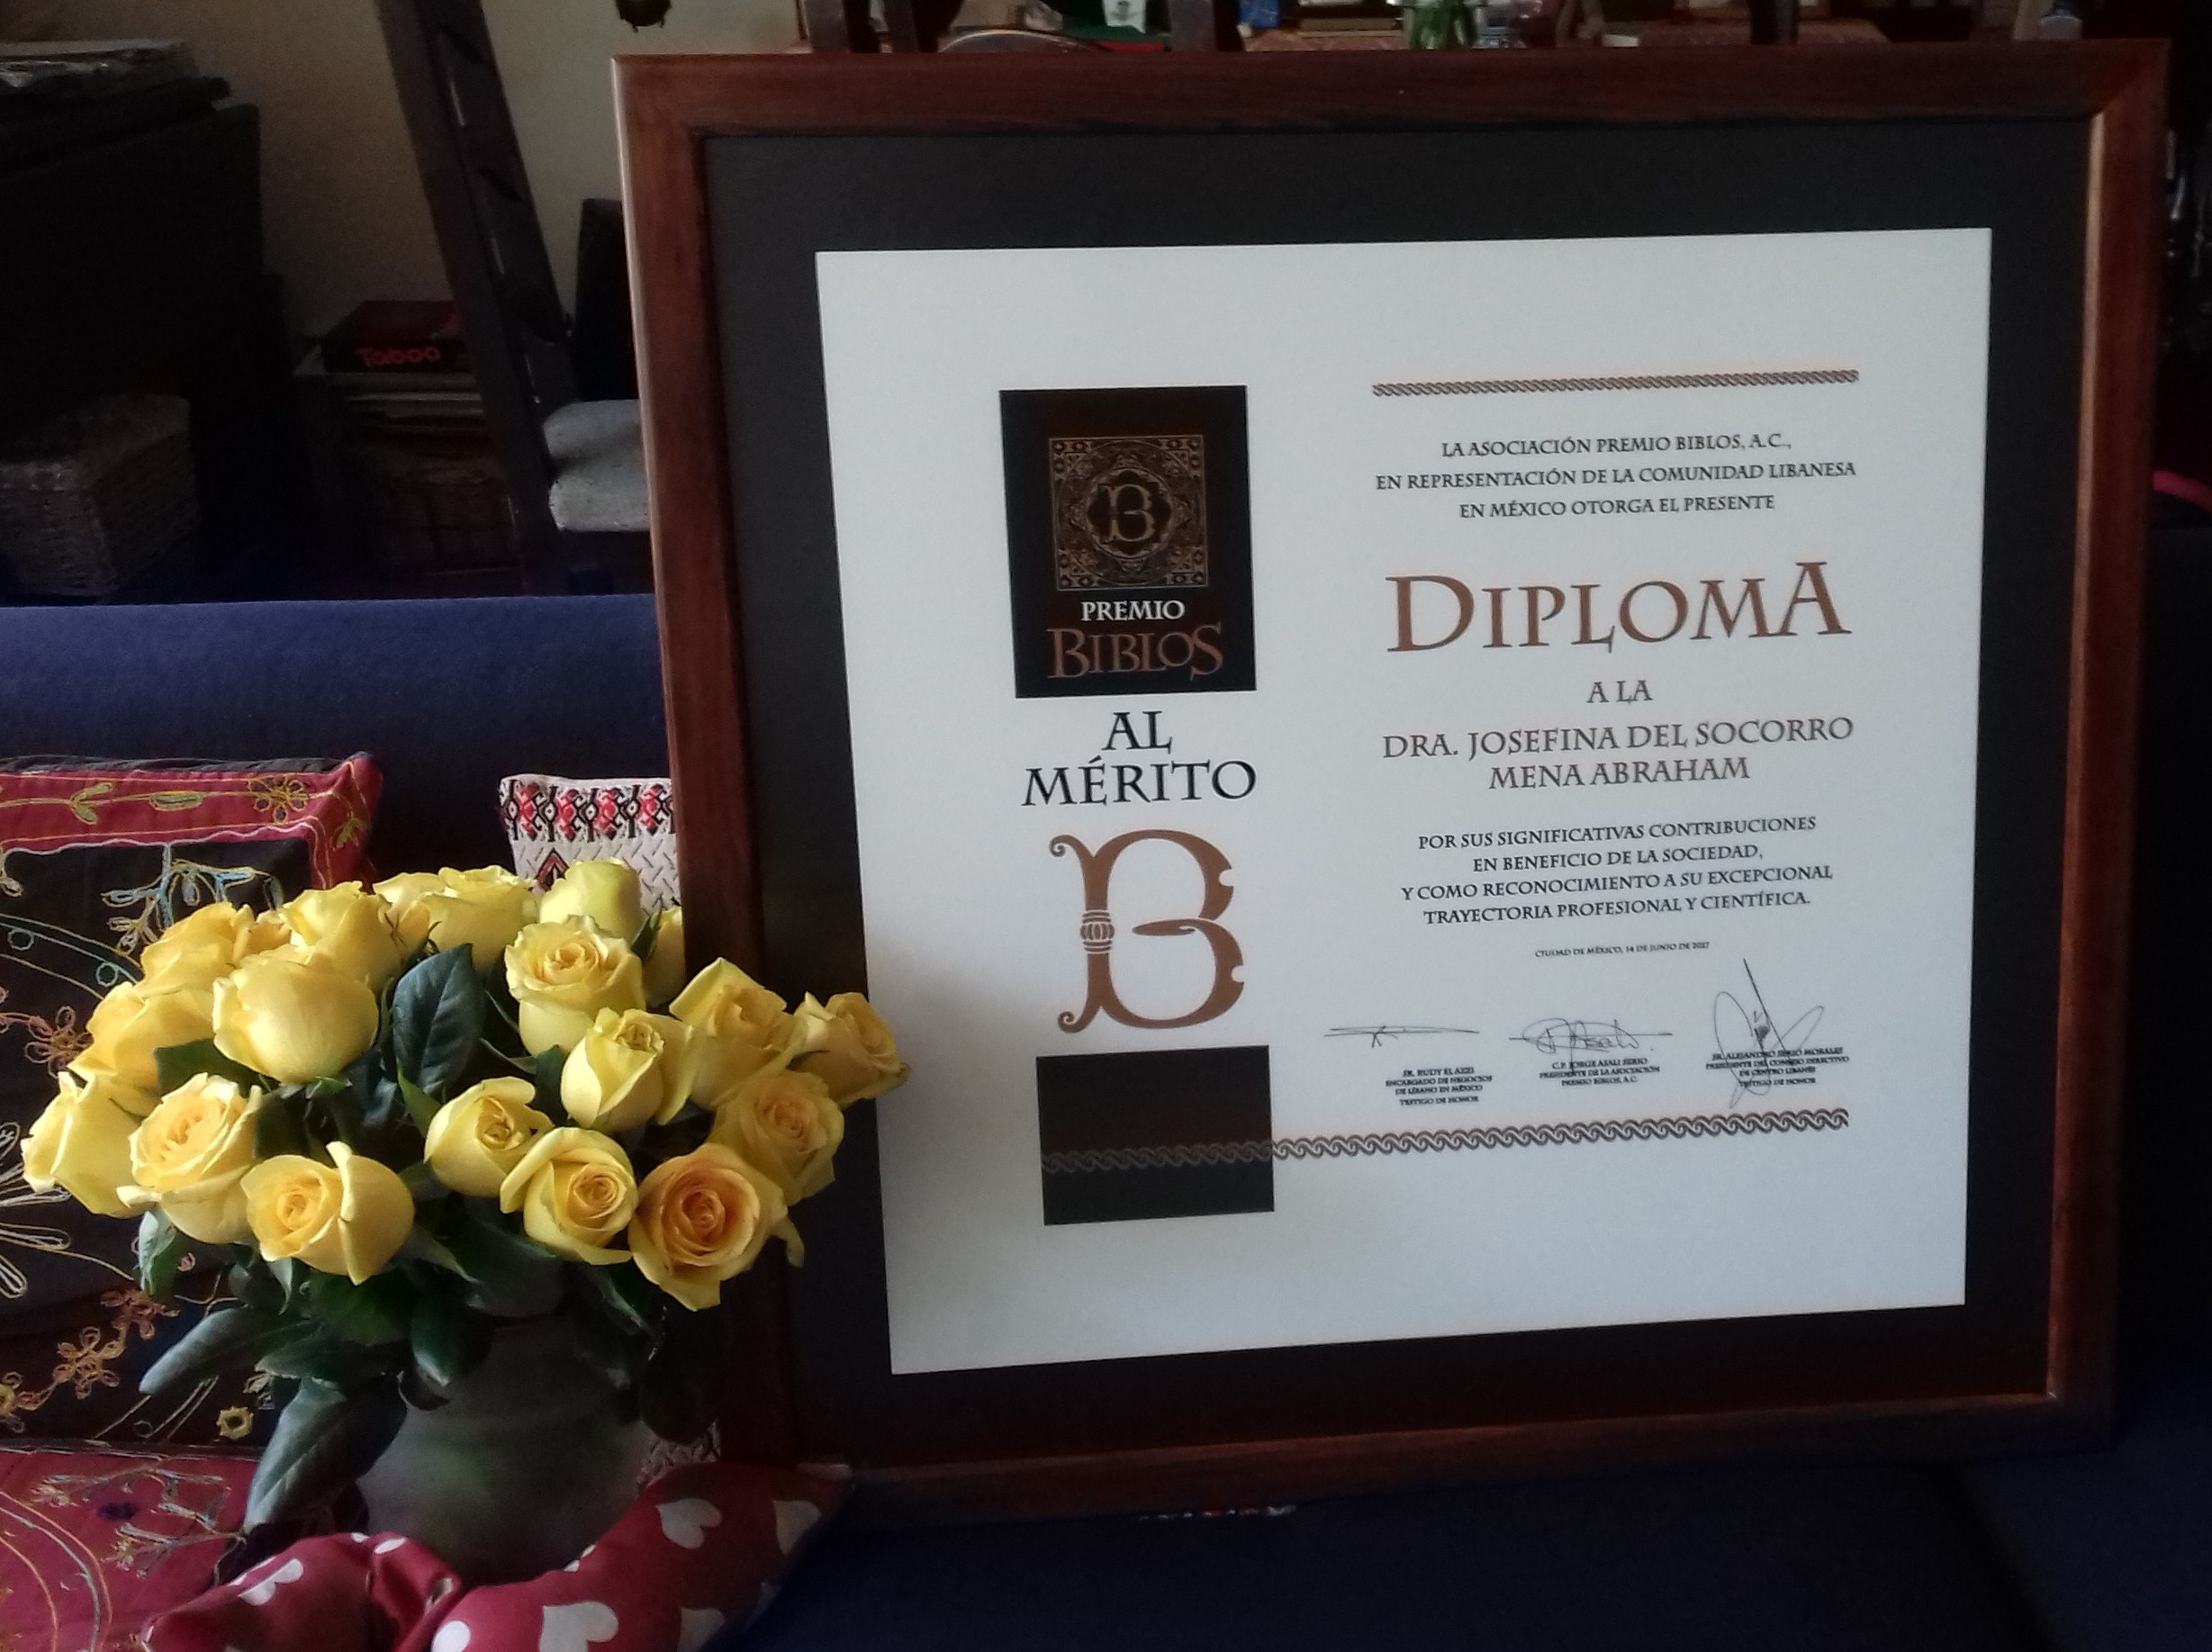 Taboo
B
PREMIO
BIBLOS
AL
MÉRITO
B
LA ASOCIACIÓN PREMIO BIBLOS, A.C.,
EN REPRESENTACIÓN DE LA COMUNIDAD LIBANESA
EN MÉXICO OTORGA EL PRESENTE
DIPLOMA
A LA
DRA. JOSEFINA DEL SOCORRO
MENA ABRAHAM
POR SUS SIGNIFICATIVAS CONTRIBUCIONES
EN BENEFICIO DE LA SOCIEDAD,
Y COMO RECONOCIMIENTO A SU EXCEPCIONAL
TRAYECTORIA PROFESIONAL Y CIENTÍFICA.
CIUDAD DE MÉXICO, 14 DE JUNIO DE 2017
SR. RUDY EL AZZI
ENCARGADO DE NEGOCIOS
DE LÍBANO EN MÉXICO
TESTIGO DE HONOR
C.P. JORGE ASALI SERIO
PRESIDENTE DE LA ASOCIACIÓN
PREMIO BIBLOS, A.C.
SR. ALEJANDRO SERIO MORALES
PRESIDENTE DEL CONSEJO DIRECTIVO
DE CENTRO LIBANÉS
TESTIGO DE HONOR